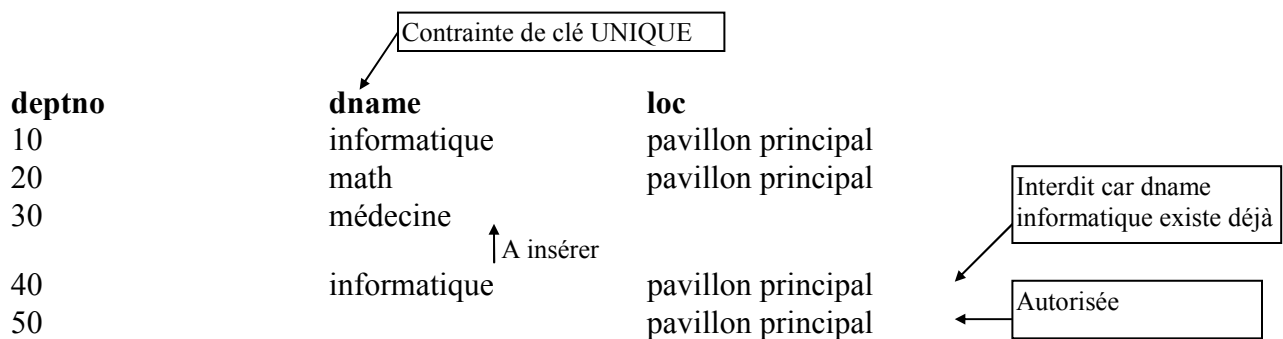 Contrainte de clé UNIQUE
deptno dname loc
10 informatique pavillon principal
20 math pavillon principal
30 médecine
Interdit car dname
informatique existe déjà
A insérer
40 informatique pavillon principal
50 pavillon principal
Autorisée